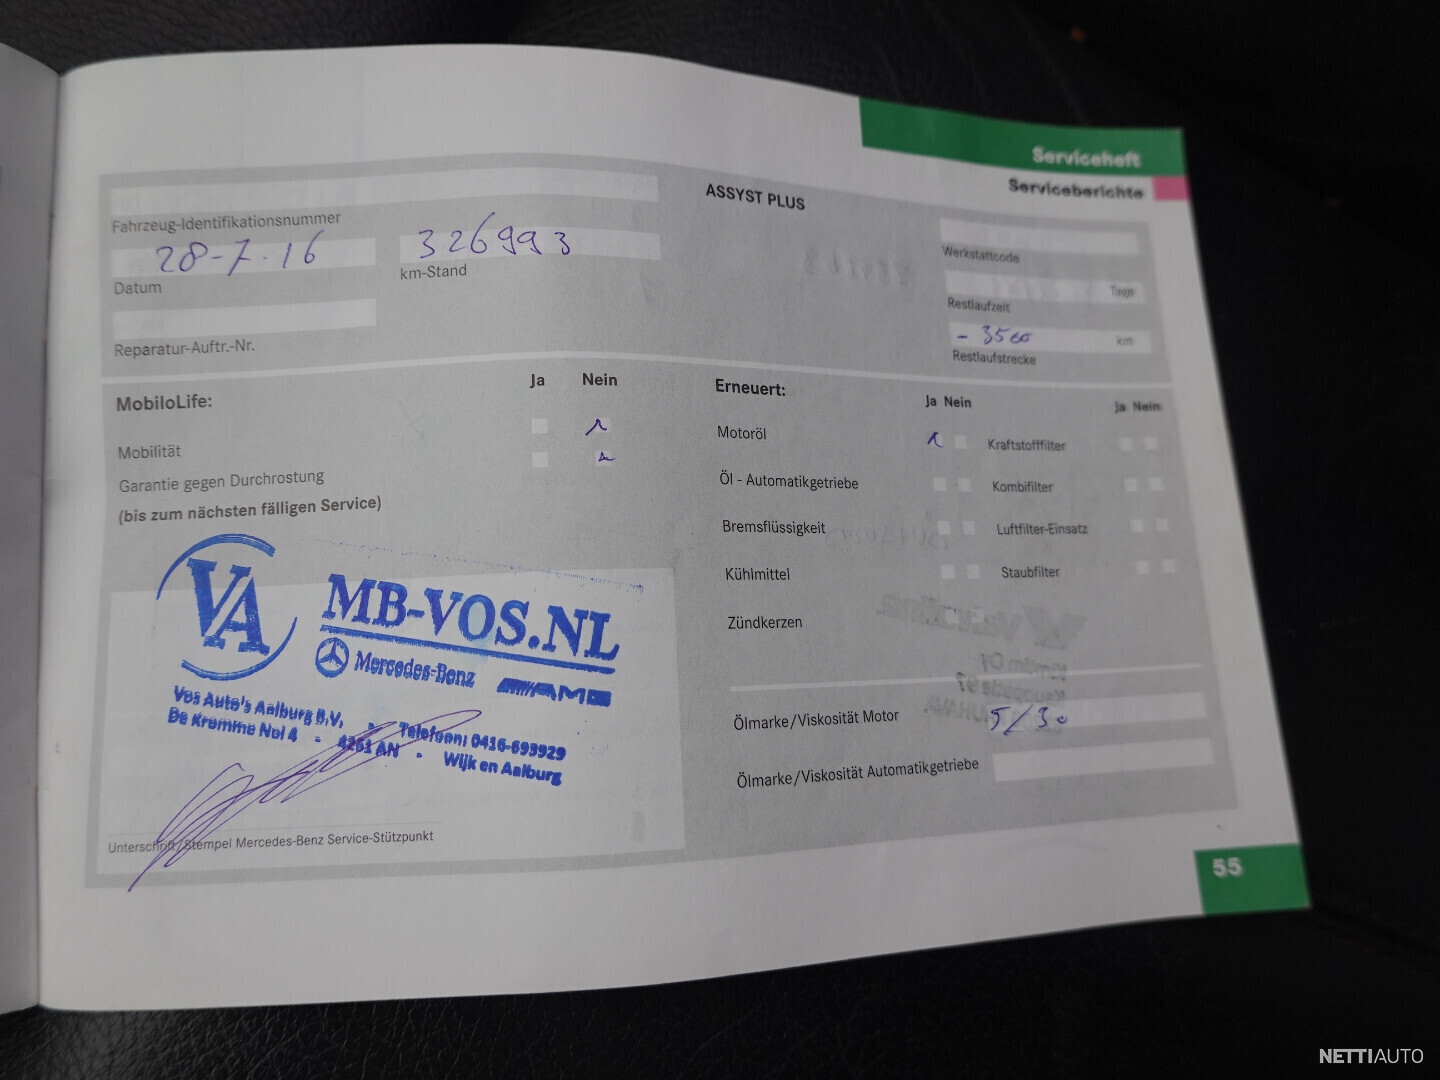 Serviceheft
Serviceberichte
ASSYST PLUS
Fahrzeug-Identifikationsnummer
28-7-16
326993
Datum
km-Stand
Reparatur-Auftr.-Nr.
Werkstattcode
Tage
Restlaufzeit
- 3500 km
Restlaufstrecke
MobiloLife:
Ja Nein
Mobilität
Garantie gegen Durchrostung
(bis zum nächsten fälligen Service)
VA
MB-VOS.NL
Mercedes-Benz AMG
Vos Auto's Aalburg B.V. - Telefoon: 0416-693929
De Kromme Nol 4 - 4261 AN - Wijk en Aalburg
Unterschrift/Stempel Mercedes-Benz Service-Stützpunkt
Erneuert:
Ja Nein
Ja Nein
Motoröl
Kraftstofffilter
Öl - Automatikgetriebe
Kombifilter
Bremsflüssigkeit
Luftfilter-Einsatz
Kühlmittel
Staubfilter
Zündkerzen
Ölmarke/Viskosität Motor
5/30
Ölmarke/Viskosität Automatikgetriebe
55
NETTIAUTO